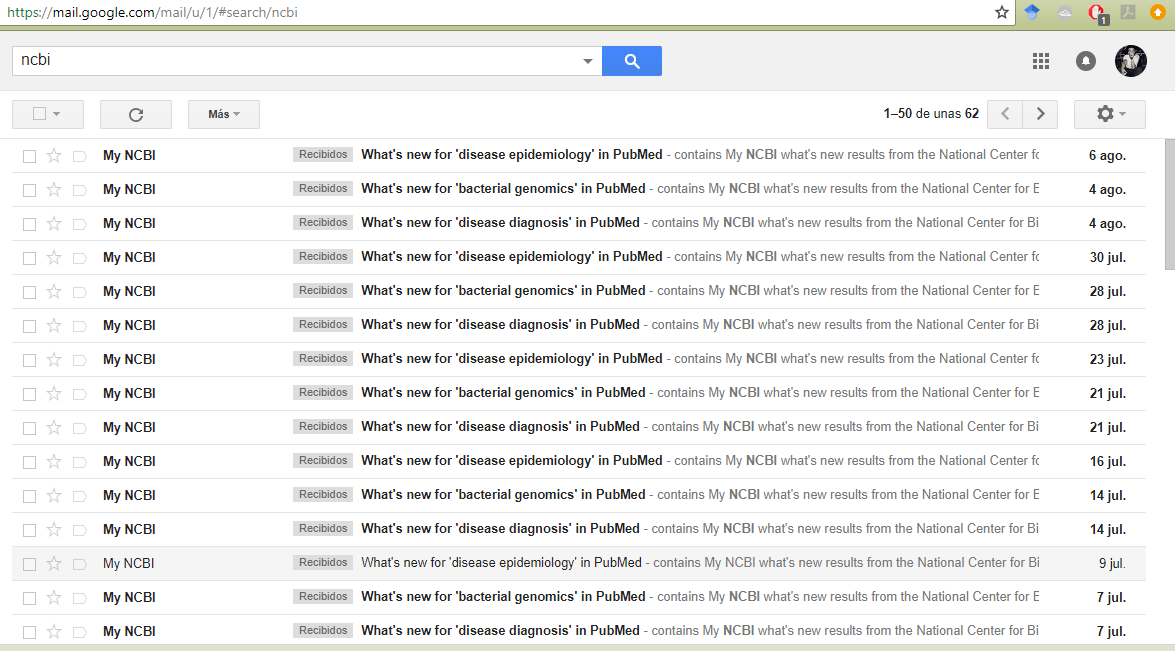 https://mail.google.com/mail/u/1/#search/ncbi
1
ncbi
Más
1–50 de unas 62
My NCBI Recibidos What's new for 'disease epidemiology' in PubMed - contains My NCBI what's new results from the National Center fo 6 ago.
My NCBI Recibidos What's new for 'bacterial genomics' in PubMed - contains My NCBI what's new results from the National Center for E 4 ago.
My NCBI Recibidos What's new for 'disease diagnosis' in PubMed - contains My NCBI what's new results from the National Center for Bi 4 ago.
My NCBI Recibidos What's new for 'disease epidemiology' in PubMed - contains My NCBI what's new results from the National Center fo 30 jul.
My NCBI Recibidos What's new for 'bacterial genomics' in PubMed - contains My NCBI what's new results from the National Center for E 28 jul.
My NCBI Recibidos What's new for 'disease diagnosis' in PubMed - contains My NCBI what's new results from the National Center for Bi 28 jul.
My NCBI Recibidos What's new for 'disease epidemiology' in PubMed - contains My NCBI what's new results from the National Center fo 23 jul.
My NCBI Recibidos What's new for 'bacterial genomics' in PubMed - contains My NCBI what's new results from the National Center for E 21 jul.
My NCBI Recibidos What's new for 'disease diagnosis' in PubMed - contains My NCBI what's new results from the National Center for Bi 21 jul.
My NCBI Recibidos What's new for 'disease epidemiology' in PubMed - contains My NCBI what's new results from the National Center fo 16 jul.
My NCBI Recibidos What's new for 'bacterial genomics' in PubMed - contains My NCBI what's new results from the National Center for E 14 jul.
My NCBI Recibidos What's new for 'disease diagnosis' in PubMed - contains My NCBI what's new results from the National Center for Bi 14 jul.
My NCBI Recibidos What's new for 'disease epidemiology' in PubMed - contains My NCBI what's new results from the National Center for Bi 9 jul.
My NCBI Recibidos What's new for 'bacterial genomics' in PubMed - contains My NCBI what's new results from the National Center for E 7 jul.
My NCBI Recibidos What's new for 'disease diagnosis' in PubMed - contains My NCBI what's new results from the National Center for Bi 7 jul.